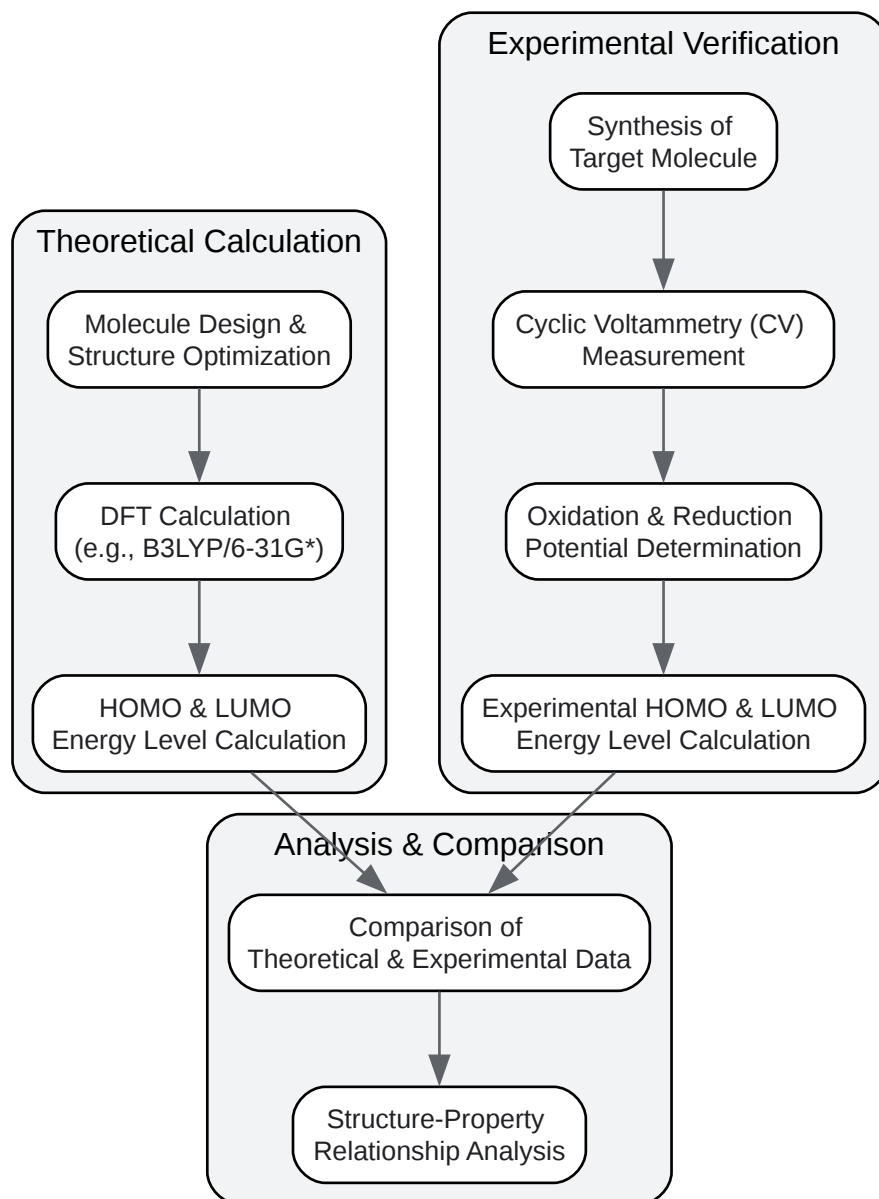 Experimental Verification
Synthesis of
Target Molecule
Cyclic Voltammetry (CV)
Measurement
Oxidation & Reduction
Potential Determination
Experimental HOMO & LUMO
Energy Level Calculation
Theoretical Calculation
Molecule Design &
Structure Optimization
DFT Calculation
(e.g., B3LYP/6-31G*)
HOMO & LUMO
Energy Level Calculation
Analysis & Comparison
Comparison of
Theoretical & Experimental Data
Structure-Property
Relationship Analysis